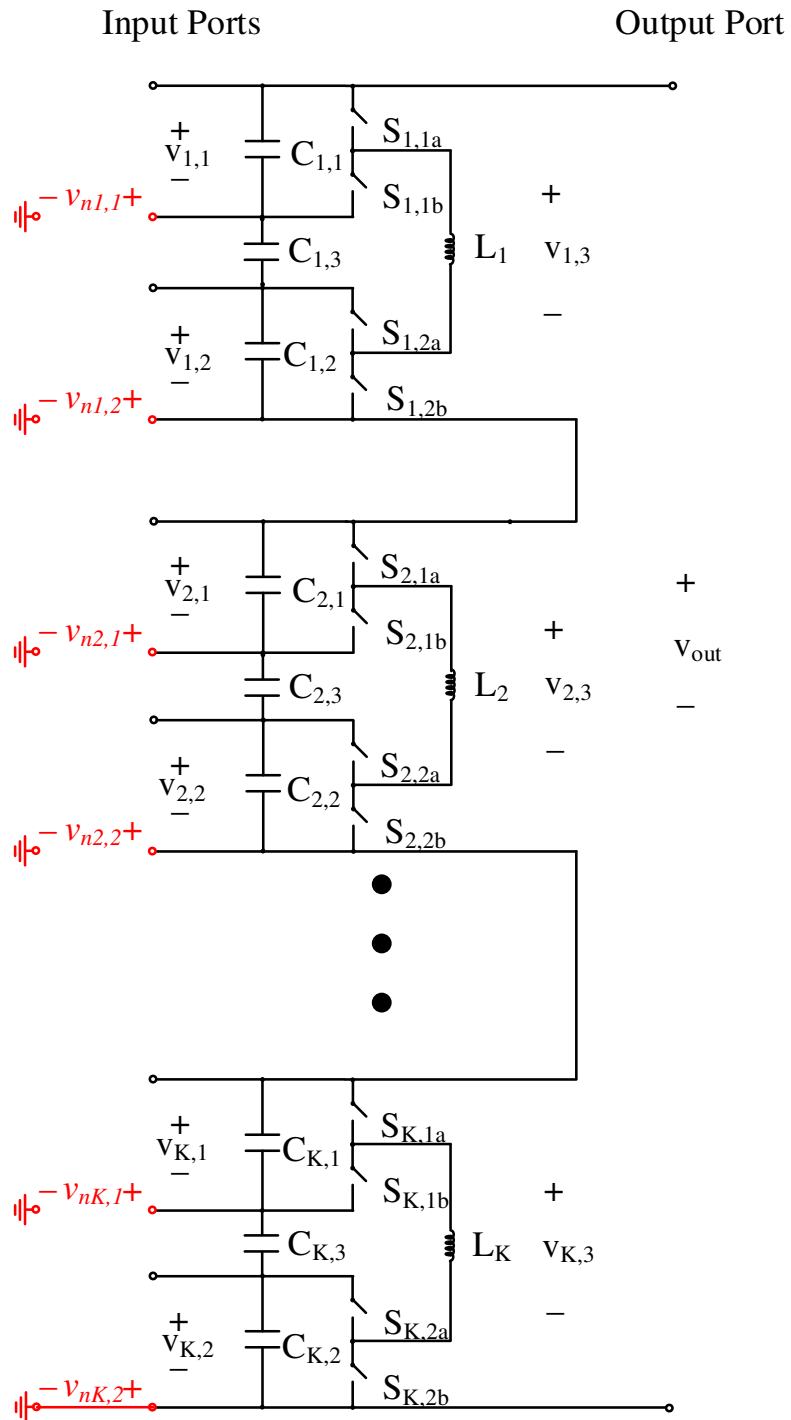 Input Ports Output Port
+
v1,1
−
C1,1
S1,1a
S1,1b
− vn1,1 +
C1,3
L1
+
v1,3
−
+
v1,2
−
C1,2
S1,2a
S1,2b
− vn1,2 +
+
v2,1
−
C2,1
S2,1a
S2,1b
− vn2,1 +
C2,3
L2
+
v2,3
−
+
vout
−
+
v2,2
−
C2,2
S2,2a
S2,2b
− vn2,2 +
+
vK,1
−
CK,1
SK,1a
SK,1b
− vnK,1 +
CK,3
LK
+
vK,3
−
+
vK,2
−
CK,2
SK,2a
SK,2b
− vnK,2 +